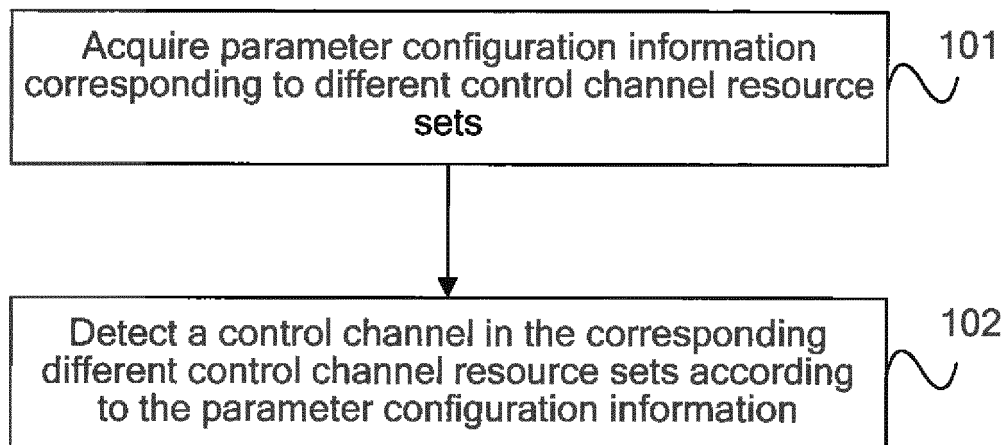 Acquire parameter configuration information
corresponding to different control channel resource
sets
101
Detect a control channel in the corresponding
different control channel resource sets according
to the parameter configuration information
102